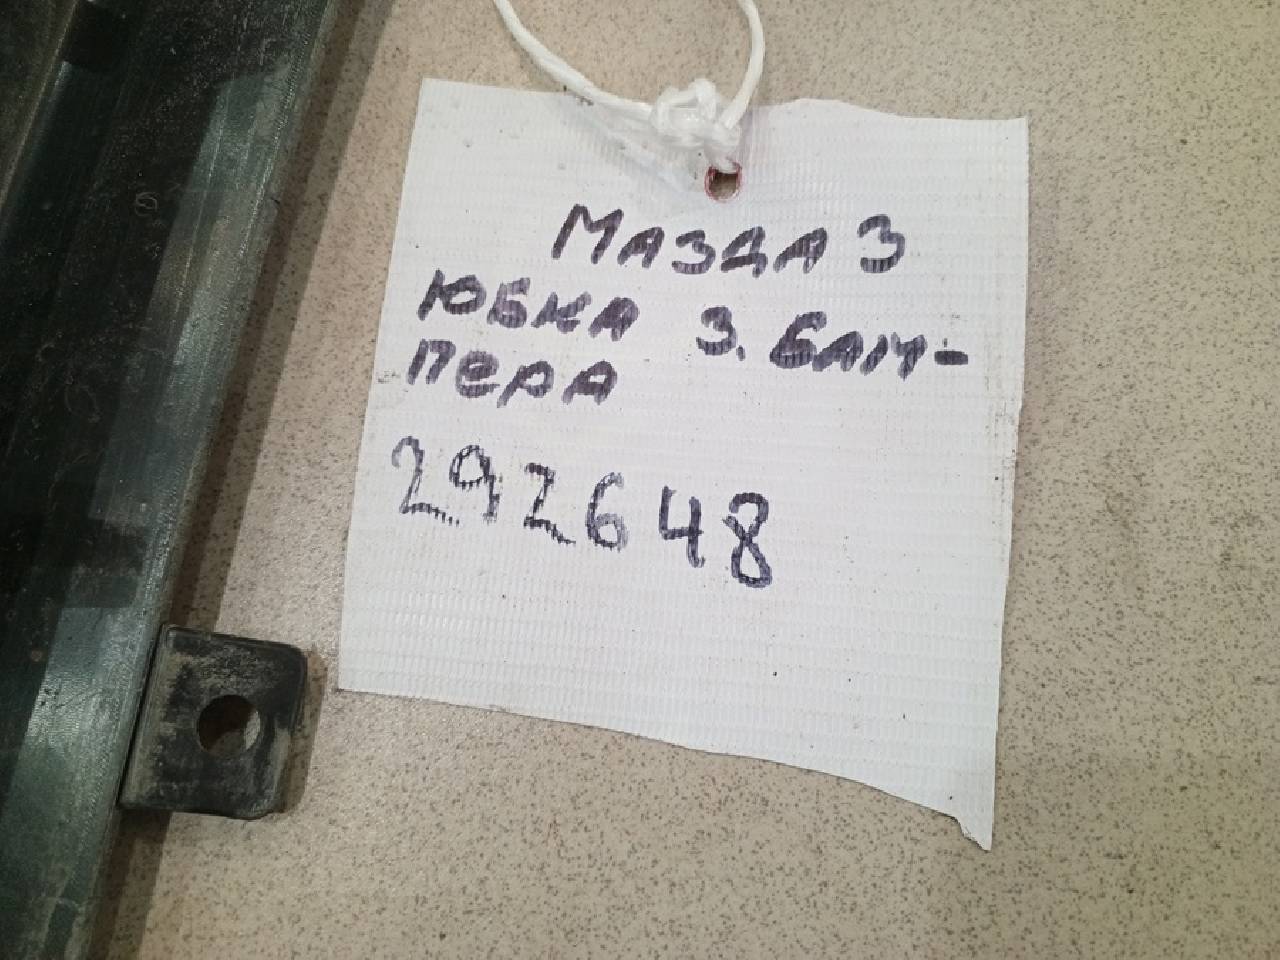 МАЗДА 3
ЮБКА З. БАМ-
ПЕРА
292648